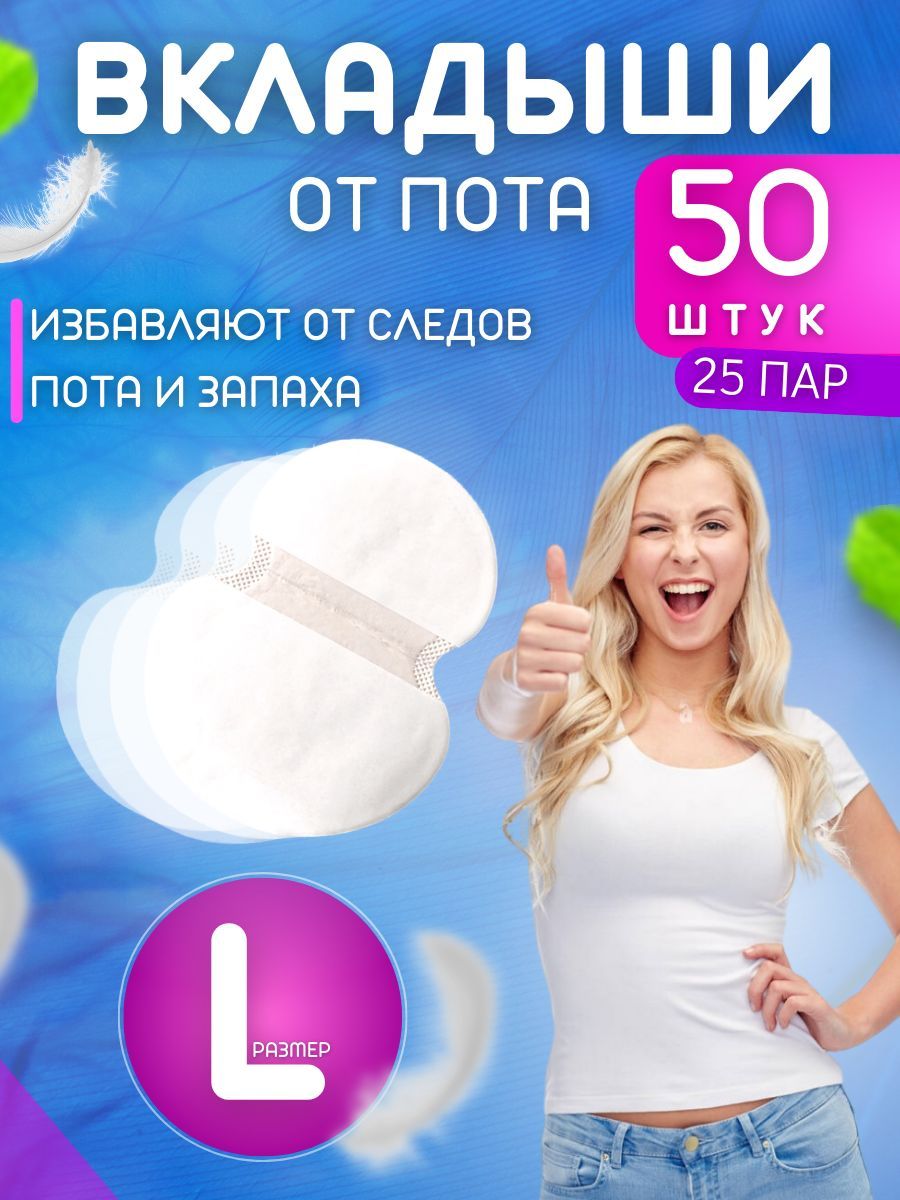 ВКЛАДЫШИ
ОТ ПОТА
50
ШТУК
25 ПАР
ИЗБАВЛЯЮТ ОТ СЛЕДОВ
ПОТА И ЗАПАХА
L
РАЗМЕР